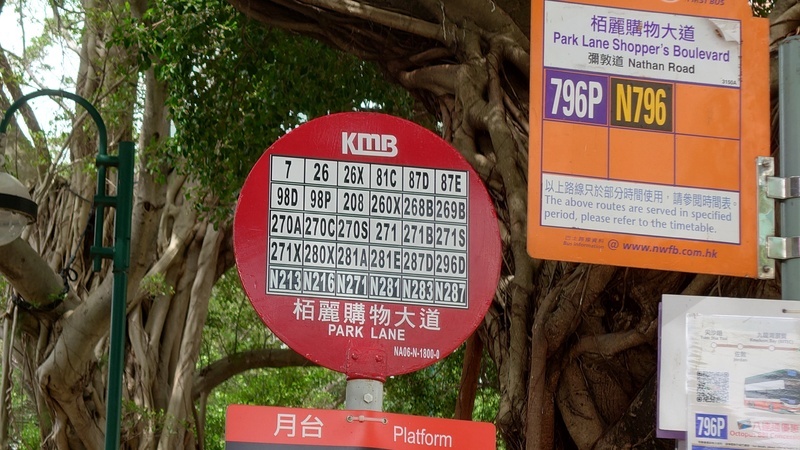 KMB
7 26 26X 81C 87D 87E
98D 98P 208 260X 268B 269B
270A 270C 270S 271 271B 271S
271X 280X 281A 281E 287D 296D
N213 N216 N271 N281 N283 N287
栢麗購物大道
PARK LANE
NA06-N-1800-0
月台 Platform
栢麗購物大道
Park Lane Shopper's Boulevard
彌敦道 Nathan Road
796P N796
以上路線只於部分時間使用，請參閱時間表。
The above routes are served in specified
period, please refer to the timetable.
Bus information @ www.nwfb.com.hk
796P